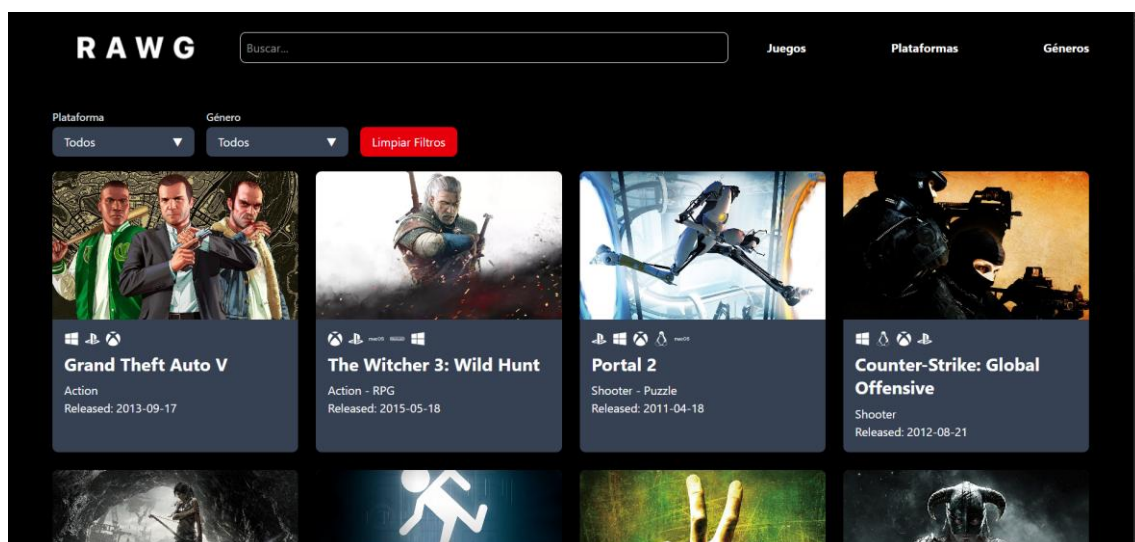 RAWG
Buscar...
Juegos
Plataformas
Géneros
Plataforma
Género
Todos
Todos
Limpiar Filtros
Grand Theft Auto V
Action
Released: 2013-09-17
macOS
The Witcher 3: Wild Hunt
Action - RPG
Released: 2015-05-18
macOS
Portal 2
Shooter - Puzzle
Released: 2011-04-18
Counter-Strike: Global
Offensive
Shooter
Released: 2012-08-21